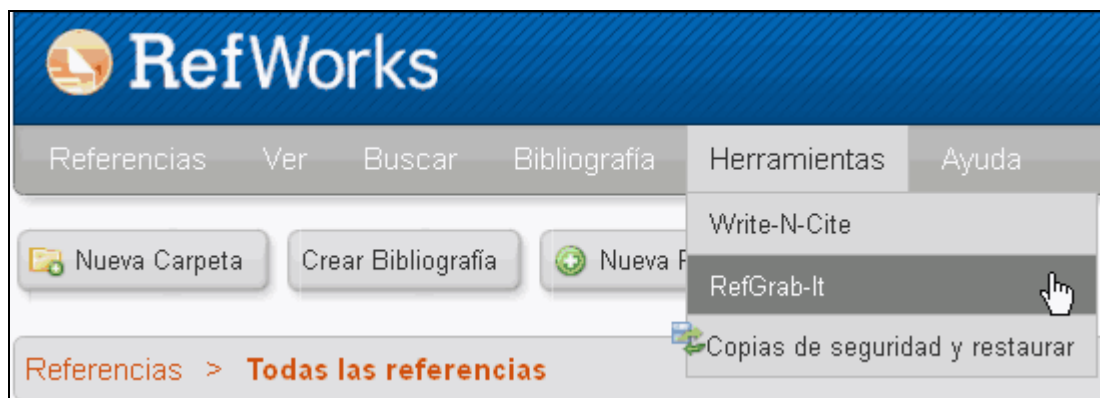 RefWorks
Referencias Ver Buscar Bibliografía Herramientas Ayuda
Write-N-Cite
Nueva Carpeta Crear Bibliografía Nueva
RefGrab-It
Copias de seguridad y restaurar
Referencias > Todas las referencias